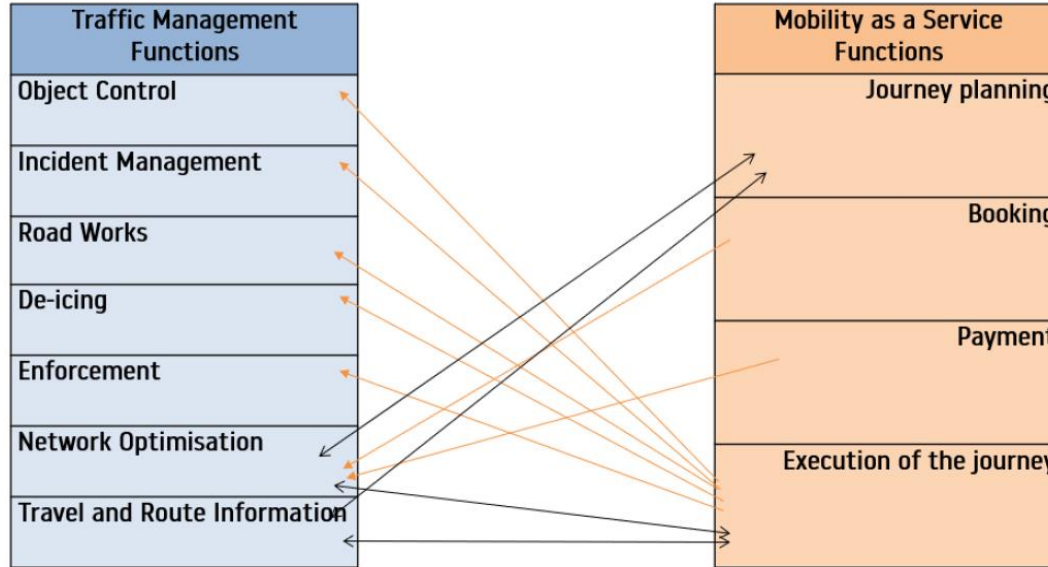 Traffic Management
Functions
Object Control
Incident Management
Road Works
De-icing
Enforcement
Network Optimisation
Travel and Route Information
Mobility as a Service
Functions
Journey planning
Booking
Payment
Execution of the journey